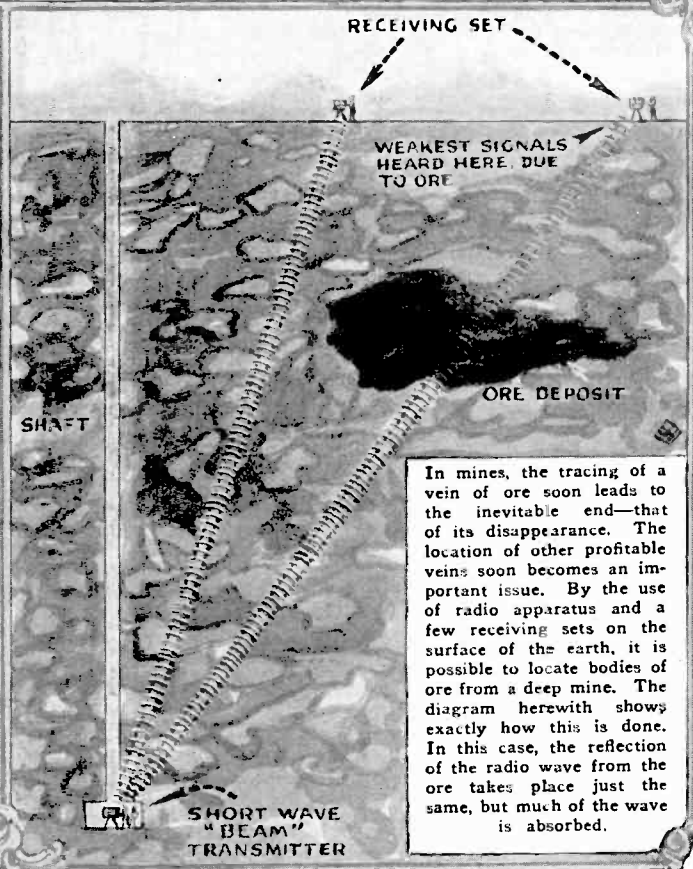 RECEIVING SET
WEAKEST SIGNALS
HEARD HERE, DUE
TO ORE
ORE DEPOSIT
SHAFT
In mines, the tracing of a
vein of ore soon leads to
the inevitable end—that
of its disappearance. The
location of other profitable
veins soon becomes an im-
portant issue. By the use
of radio apparatus and a
few receiving sets on the
surface of the earth, it is
possible to locate bodies of
ore from a deep mine. The
diagram herewith shows
exactly how this is done.
In this case, the reflection
of the radio wave from the
ore takes place just the
same, but much of the wave
is absorbed.
SHORT WAVE
"BEAM"
TRANSMITTER